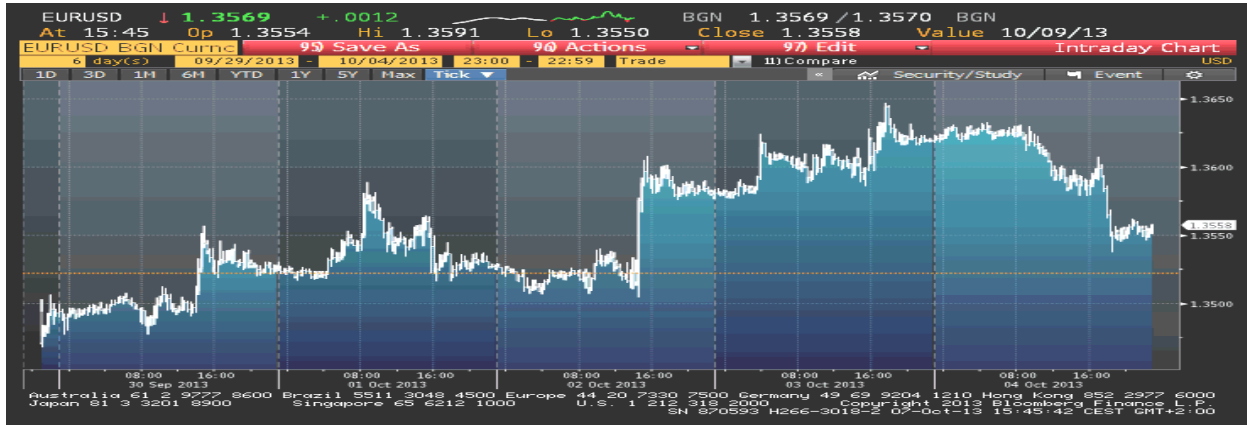 EURUSD ↓ 1.3569 +.0012 BGN 1.3569/1.3570 BGN
At 15:45 Op 1.3554 Hi 1.3591 Lo 1.3550 Close 1.3558 Value 10/09/13
EURUSD BGN Curnc 95) Save As 96) Actions 97) Edit Intraday Chart
6 day(s) 09/29/2013 - 10/04/2013 23:00 - 22:59 Trade 11) Compare USD
1D 3D 1M 6M YTD 1Y 5Y Max Tick ▼ « Security/Study Event
1.3650
1.3600
1.3558
1.3550
1.3500
08:00 16:00 08:00 16:00 08:00 16:00 08:00 16:00 08:00 16:00
30 Sep 2013 01 Oct 2013 02 Oct 2013 03 Oct 2013 04 Oct 2013
Australia 61 2 9777 8600 Brazil 5511 3048 4500 Europe 44 20 7330 7500 Germany 49 69 9204 1210 Hong Kong 852 2977 6000
Japan 81 3 3201 8900 Singapore 65 6212 1000 U.S. 1 212 318 2000 Copyright 2013 Bloomberg Finance L.P.
SN 870593 H266-3018-2 07-Oct-13 15:45:42 CEST GMT+2:00